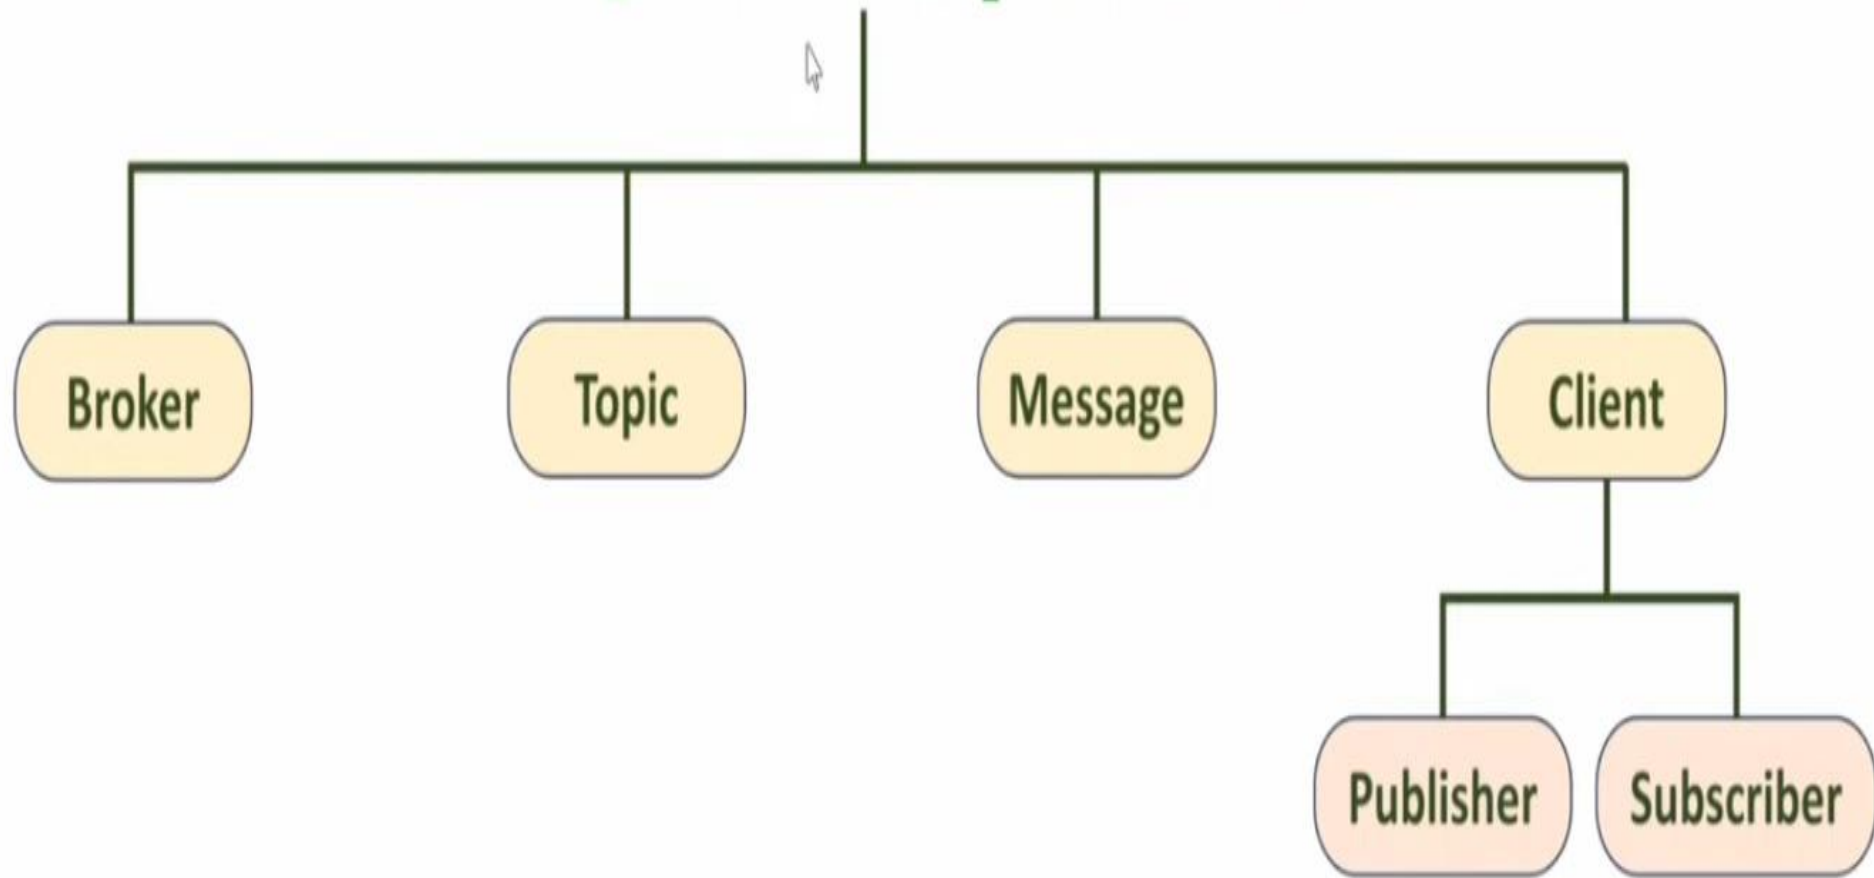 Broker
Topic
Message
Client
Publisher
Subscriber